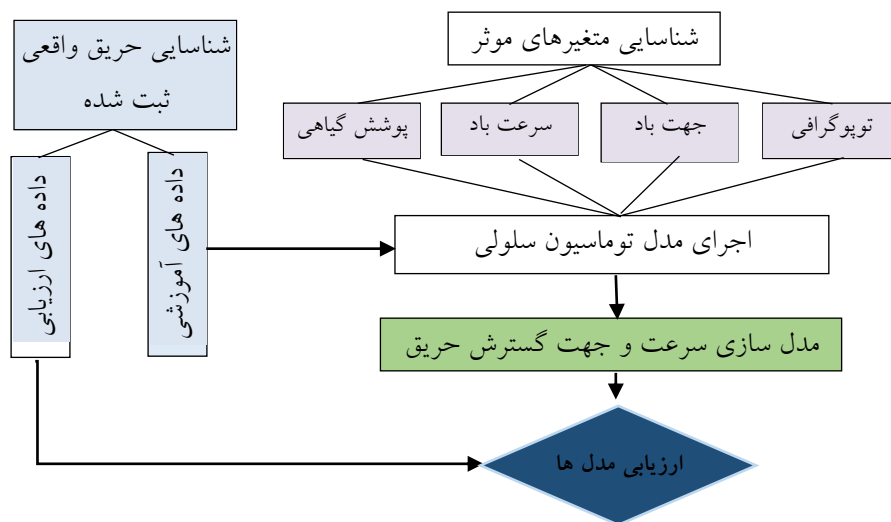 شناسایی متغیرهای موثر
توپوگرافی
جهت باد
سرعت باد
پوشش گیاهی
شناسایی حریق واقعی
ثبت شده
داده های آموزشی
داده های ارزیابی
اجرای مدل توماسیون سلولی
مدل سازی سرعت و جهت گسترش حریق
ارزیابی مدل ها